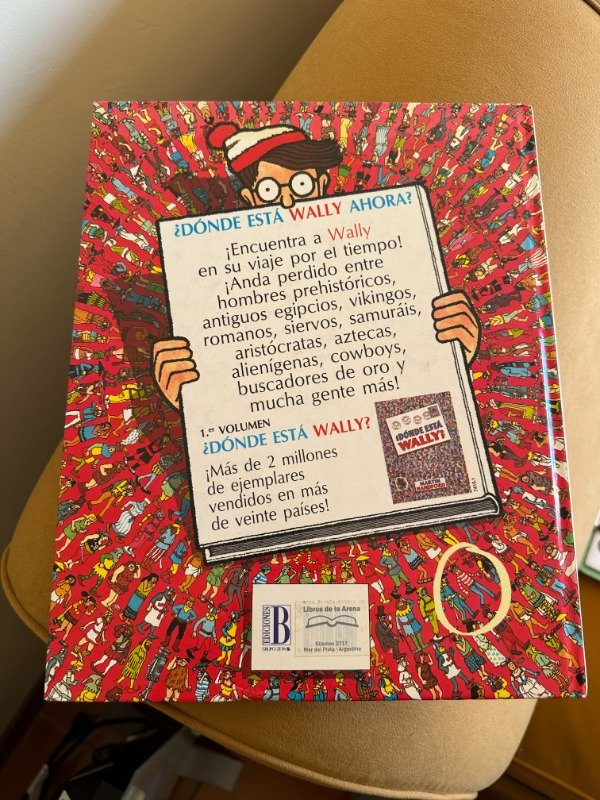 ¿DÓNDE ESTÁ WALLY AHORA?
¡Encuentra a Wally
en su viaje por el tiempo!
¡Anda perdido entre
hombres prehistóricos,
antiguos egipcios, vikingos,
romanos, siervos, samuráis,
aristócratas, aztecas,
alienígenas, cowboys,
buscadores de oro y
mucha gente más!
1.er VOLUMEN
¿DÓNDE ESTÁ WALLY?
¡Más de 2 millones
de ejemplares
vendidos en más
de veinte países!
¿DÓNDE ESTÁ
WALLY?
MARTIN
EDICIONES
B
GRUPO ZETA
Libros de la Arena
Mar del Plata - Argentina